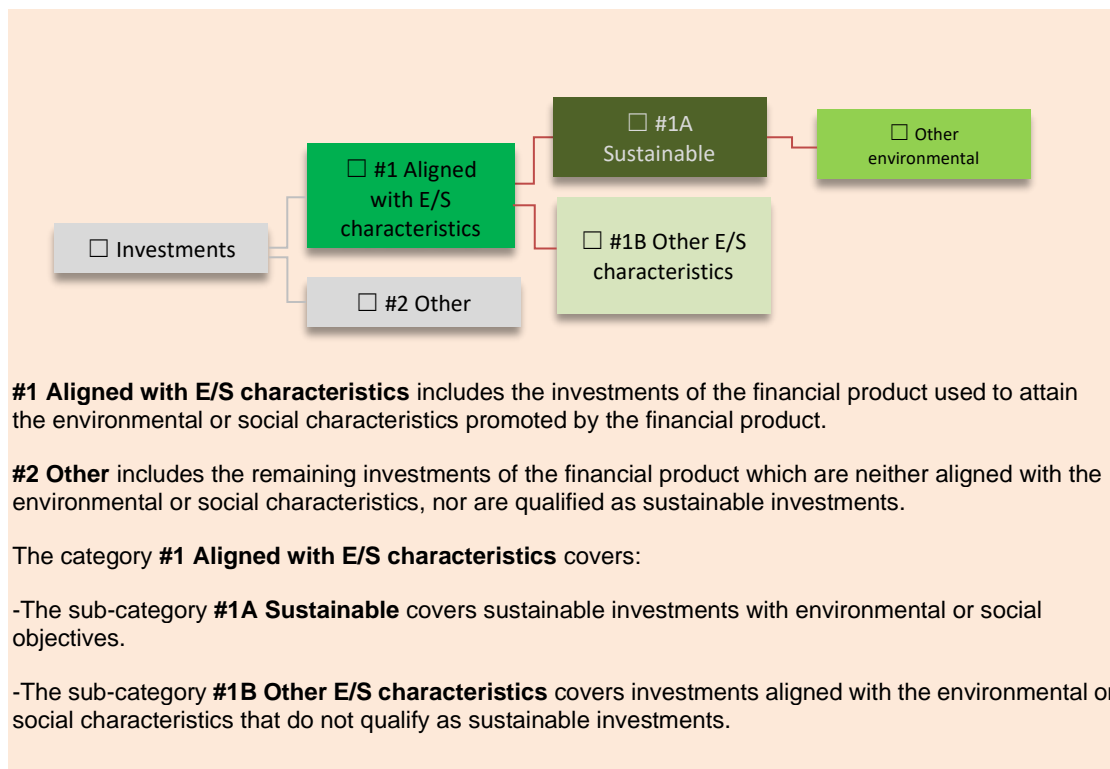 ☐ #1A
Sustainable
☐ Other
environmental
☐ #1 Aligned
with E/S
characteristics
☐ Investments
☐ #1B Other E/S
characteristics
☐ #2 Other
#1 Aligned with E/S characteristics includes the investments of the financial product used to attain
the environmental or social characteristics promoted by the financial product.
#2 Other includes the remaining investments of the financial product which are neither aligned with the
environmental or social characteristics, nor are qualified as sustainable investments.
The category #1 Aligned with E/S characteristics covers:
-The sub-category #1A Sustainable covers sustainable investments with environmental or social
objectives.
-The sub-category #1B Other E/S characteristics covers investments aligned with the environmental or
social characteristics that do not qualify as sustainable investments.